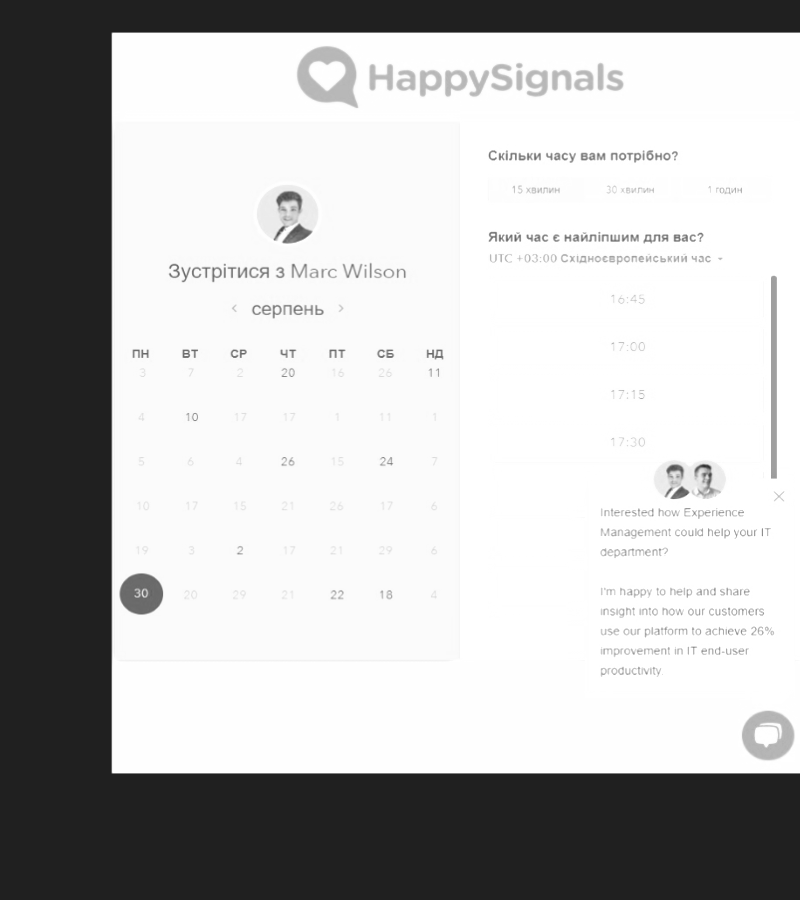 HappySignals
Зустрітися з Marc Wilson
серпень
ПН ВТ СР ЧТ ПТ СБ НД
3 7 2 20 16 26 11
4 10 17 17 1 11 1
5 6 4 26 15 24 7
10 17 15 21 26 17 6
19 3 2 17 21 29 6
30 20 29 21 22 18 4
Скільки часу вам потрібно?
15 хвилин 30 хвилин 1 годин
Який час є найліпшим для вас?
UTC +03:00 Східноєвропейський час
16:45
17:00
17:15
17:30
Interested how Experience
Management could help your IT
department?
I'm happy to help and share
insight into how our customers
use our platform to achieve 26%
improvement in IT end-user
productivity.